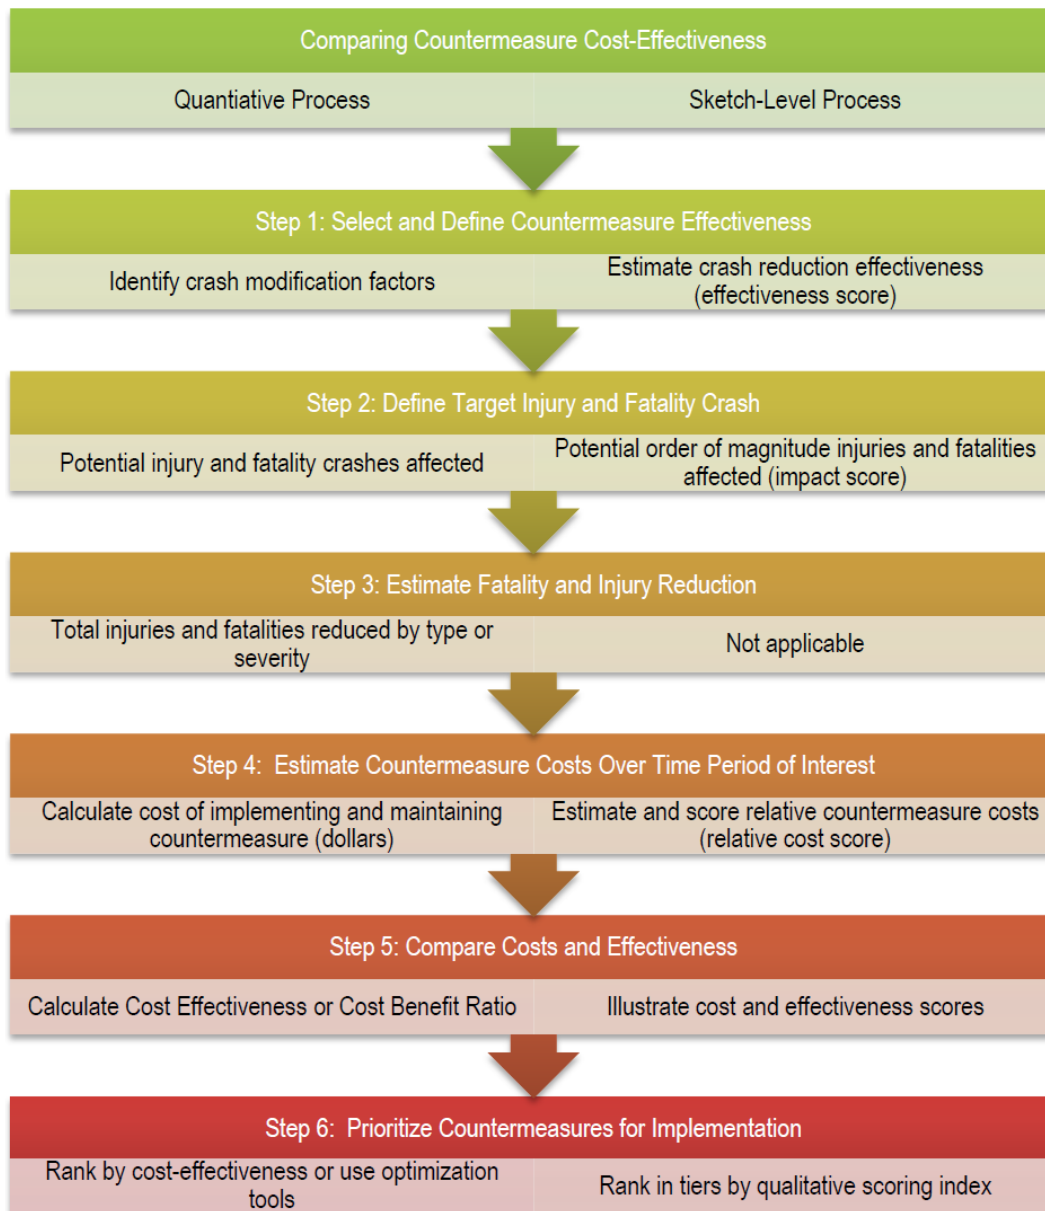 Comparing Countermeasure Cost-Effectiveness
Quantiative Process
Sketch-Level Process
Step 1: Select and Define Countermeasure Effectiveness
Identify crash modification factors
Estimate crash reduction effectiveness
(effectiveness score)
Step 2: Define Target Injury and Fatality Crash
Potential injury and fatality crashes affected
Potential order of magnitude injuries and fatalities
affected (impact score)
Step 3: Estimate Fatality and Injury Reduction
Total injuries and fatalities reduced by type or
severity
Not applicable
Step 4:  Estimate Countermeasure Costs Over Time Period of Interest
Calculate cost of implementing and maintaining
countermeasure (dollars)
Estimate and score relative countermeasure costs
(relative cost score)
Step 5: Compare Costs and Effectiveness
Calculate Cost Effectiveness or Cost Benefit Ratio
Illustrate cost and effectiveness scores
Step 6:  Prioritize Countermeasures for Implementation
Rank by cost-effectiveness or use optimization
tools
Rank in tiers by qualitative scoring index